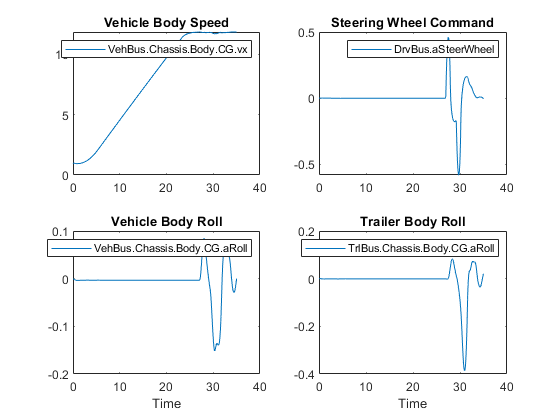 Vehicle Body Speed
VehBus.Chassis.Body.CG.vx
5
0
0 10 20 30 40
Steering Wheel Command
DrvBus.aSteerWheel
0.5
0
-0.5
0 10 20 30 40
Vehicle Body Roll
VehBus.Chassis.Body.CG.aRoll
0.1
0
-0.1
-0.2
0 10 20 30 40
Time
Trailer Body Roll
TrlBus.Chassis.Body.CG.aRoll
0.2
0
-0.2
-0.4
0 10 20 30 40
Time